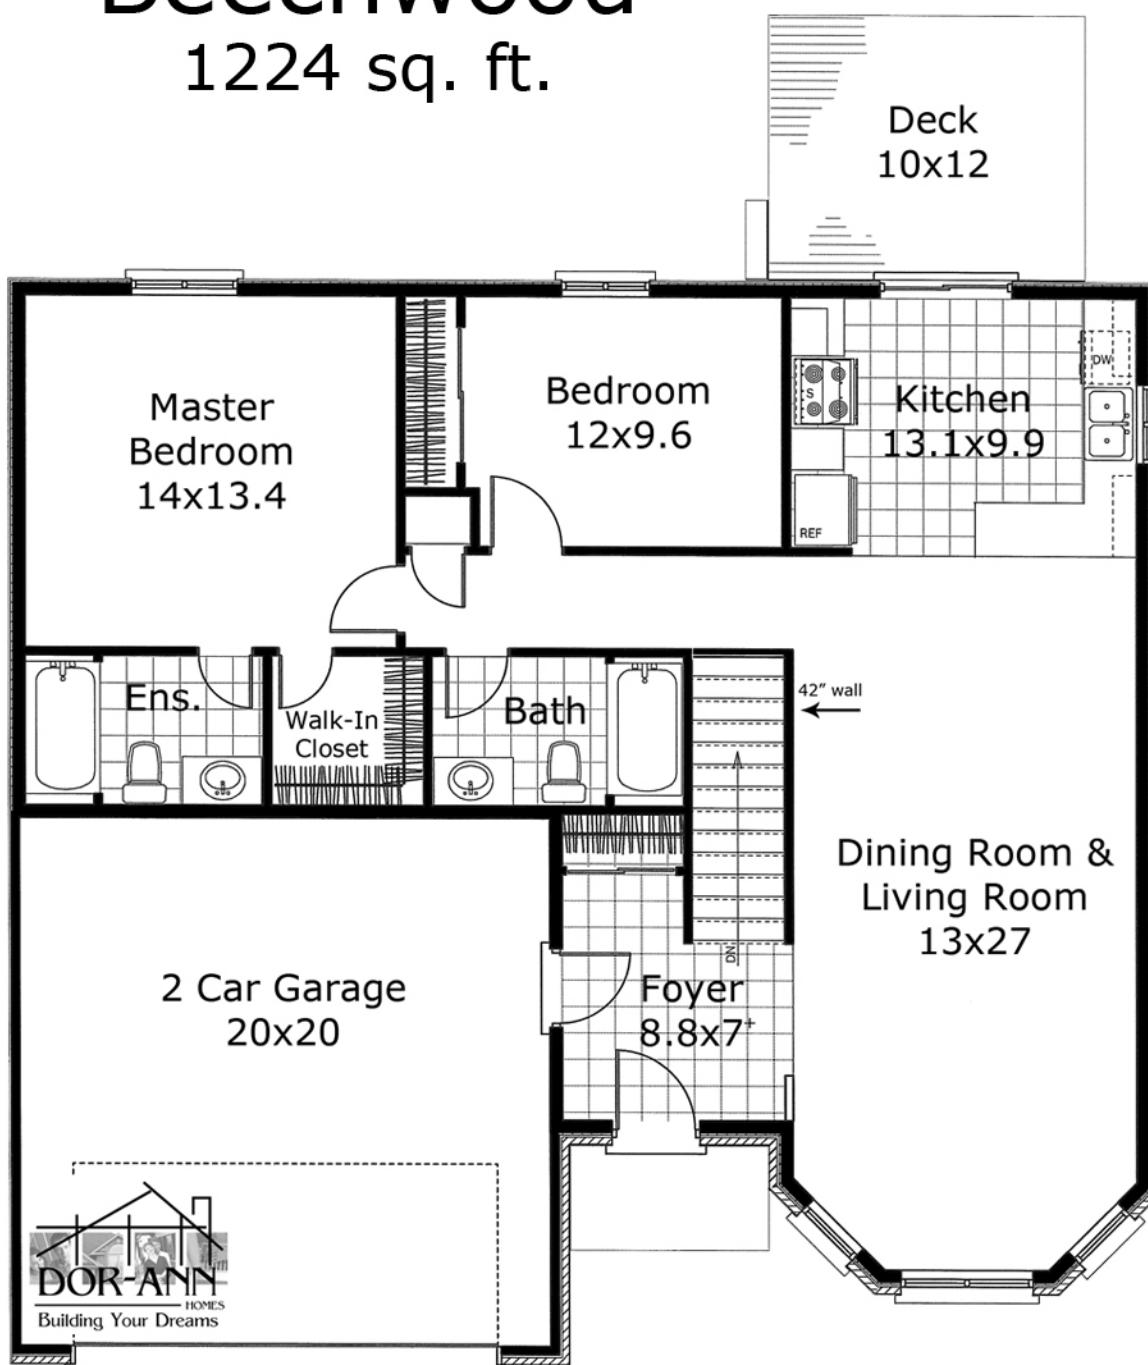 Beechwood
1224 sq. ft.
Deck
10x12
Master
Bedroom
14x13.4
Bedroom
12x9.6
Kitchen
13.1x9.9
S
DW
REF
Ens.
Walk-In
Closet
Bath
42" wall
Dining Room &
Living Room
13x27
DN
2 Car Garage
20x20
Foyer
8.8x7+
DOR-ANN
HOMES
Building Your Dreams